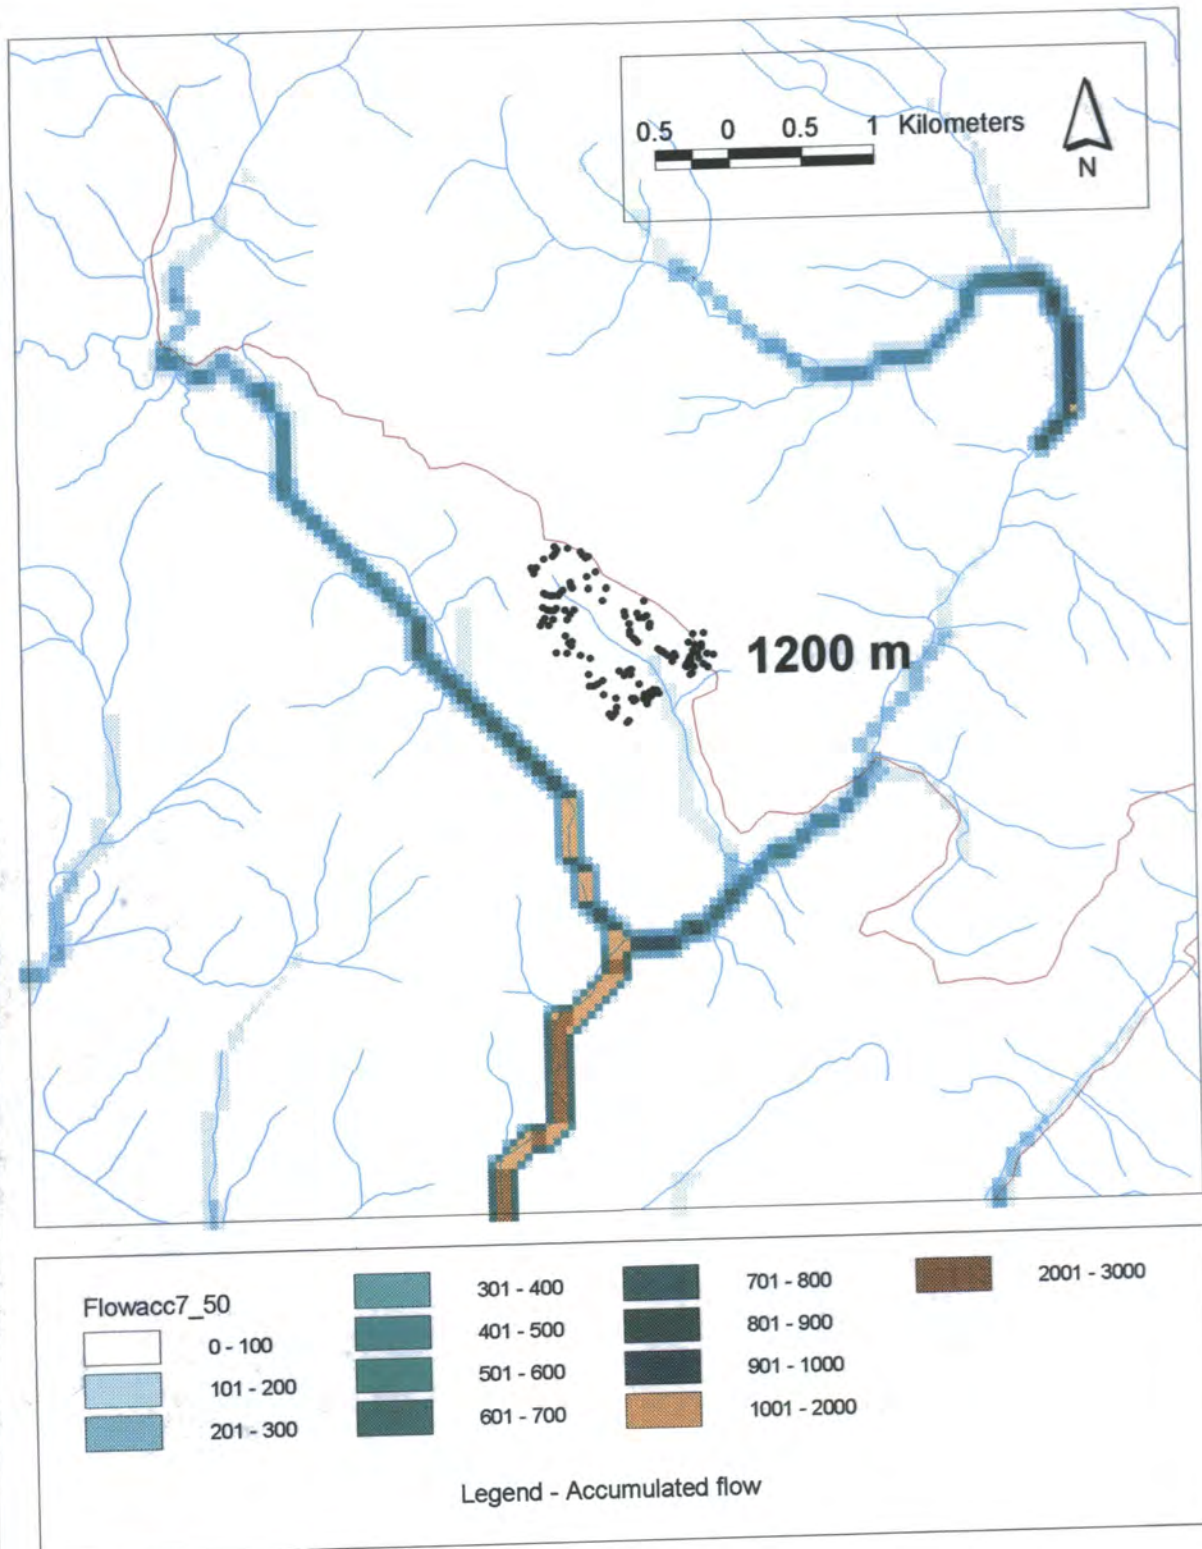 0.5 0 0.5 1 Kilometers
N
1200 m
Flowacc7_50
0 - 100
101 - 200
201 - 300
301 - 400
401 - 500
501 - 600
601 - 700
701 - 800
801 - 900
901 - 1000
1001 - 2000
2001 - 3000
Legend - Accumulated flow